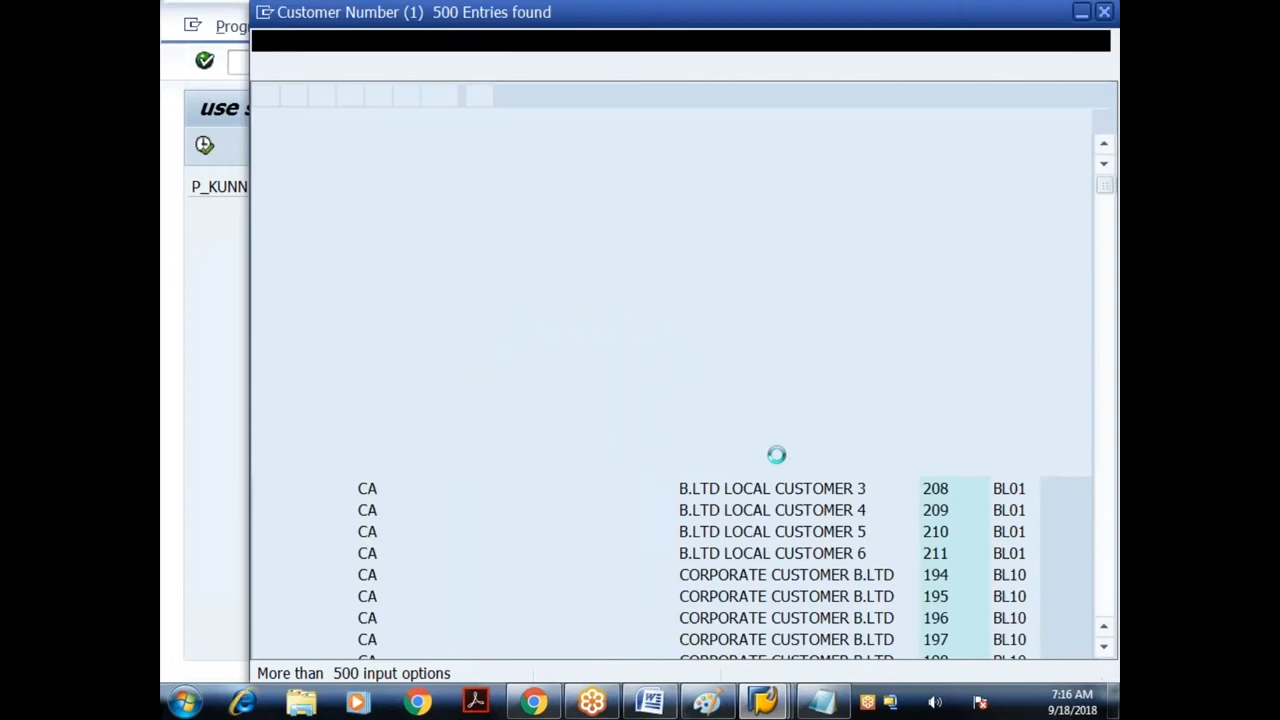 Customer Number (1) 500 Entries found
Prog
use s
P_KUNN
CA B.LTD LOCAL CUSTOMER 3 208 BL01
CA B.LTD LOCAL CUSTOMER 4 209 BL01
CA B.LTD LOCAL CUSTOMER 5 210 BL01
CA B.LTD LOCAL CUSTOMER 6 211 BL01
CA CORPORATE CUSTOMER B.LTD 194 BL10
CA CORPORATE CUSTOMER B.LTD 195 BL10
CA CORPORATE CUSTOMER B.LTD 196 BL10
CA CORPORATE CUSTOMER B.LTD 197 BL10
More than 500 input options
7:16 AM
9/18/2018